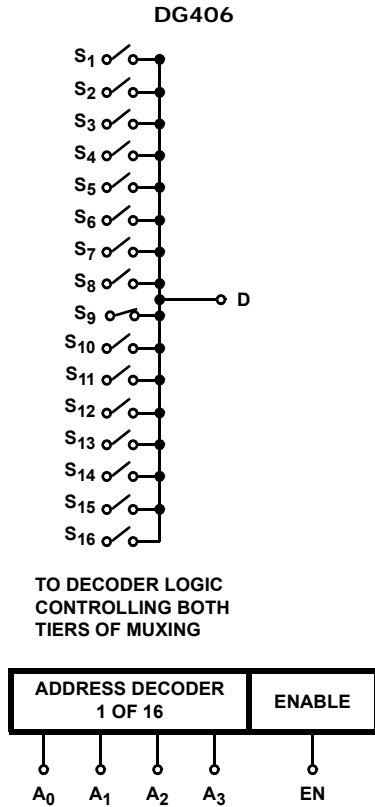 DG406
S1
S2
S3
S4
S5
S6
S7
S8
D
S9
S10
S11
S12
S13
S14
S15
S16
TO DECODER LOGIC
CONTROLLING BOTH
TIERS OF MUXING
ADDRESS DECODER
1 OF 16
ENABLE
A0 A1 A2 A3 EN